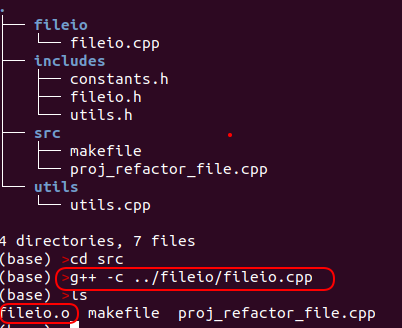 .
├── fileio
│   └── fileio.cpp
├── includes
│   ├── constants.h
│   ├── fileio.h
│   └── utils.h
├── src
│   ├── makefile
│   └── proj_refactor_file.cpp
└── utils
    └── utils.cpp
4 directories, 7 files
(base) >cd src
(base) >g++ -c ../fileio/fileio.cpp
(base) >ls
fileio.o makefile proj_refactor_file.cpp
(base) >